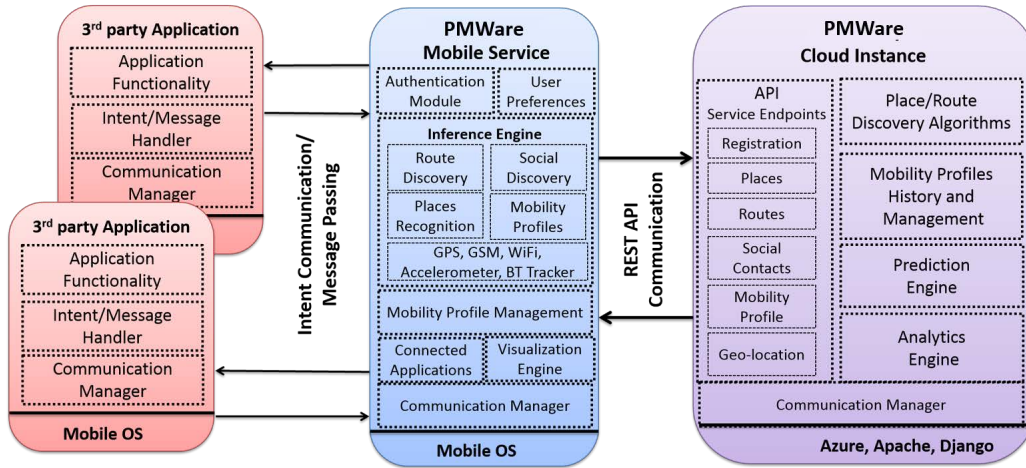 3rd party Application
Application
Functionality
Intent/Message
Handler
Communication
Manager
3rd party Application
Application
Functionality
Intent/Message
Handler
Communication
Manager
Mobile OS
Intent Communication/
Message Passing
PMWare
Mobile Service
Authentication
Module
User
Preferences
Inference Engine
Route
Discovery
Social
Discovery
Places
Recognition
Mobility
Profiles
GPS, GSM, WiFi,
Accelerometer, BT Tracker
Mobility Profile Management
Connected
Applications
Visualization
Engine
Communication Manager
Mobile OS
REST API
Communication
PMWare
Cloud Instance
API
Service Endpoints
Registration
Places
Routes
Social
Contacts
Mobility
Profile
Geo-location
Place/Route
Discovery Algorithms
Mobility Profiles
History and
Management
Prediction
Engine
Analytics
Engine
Communication Manager
Azure, Apache, Django